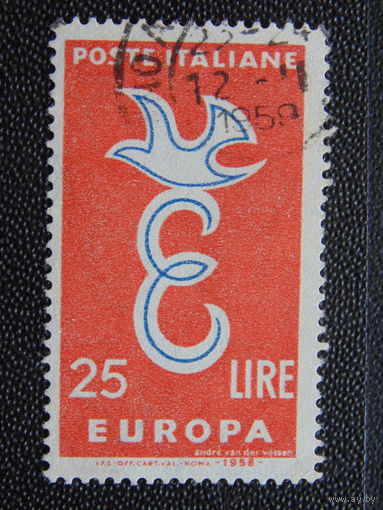 POSTE ITALIANE
12 - 11
1958
25 LIRE
EUROPA
andré van der vossen
I.P.S.-OFF.CART.VAL.-ROMA -1958-
www.ay.by